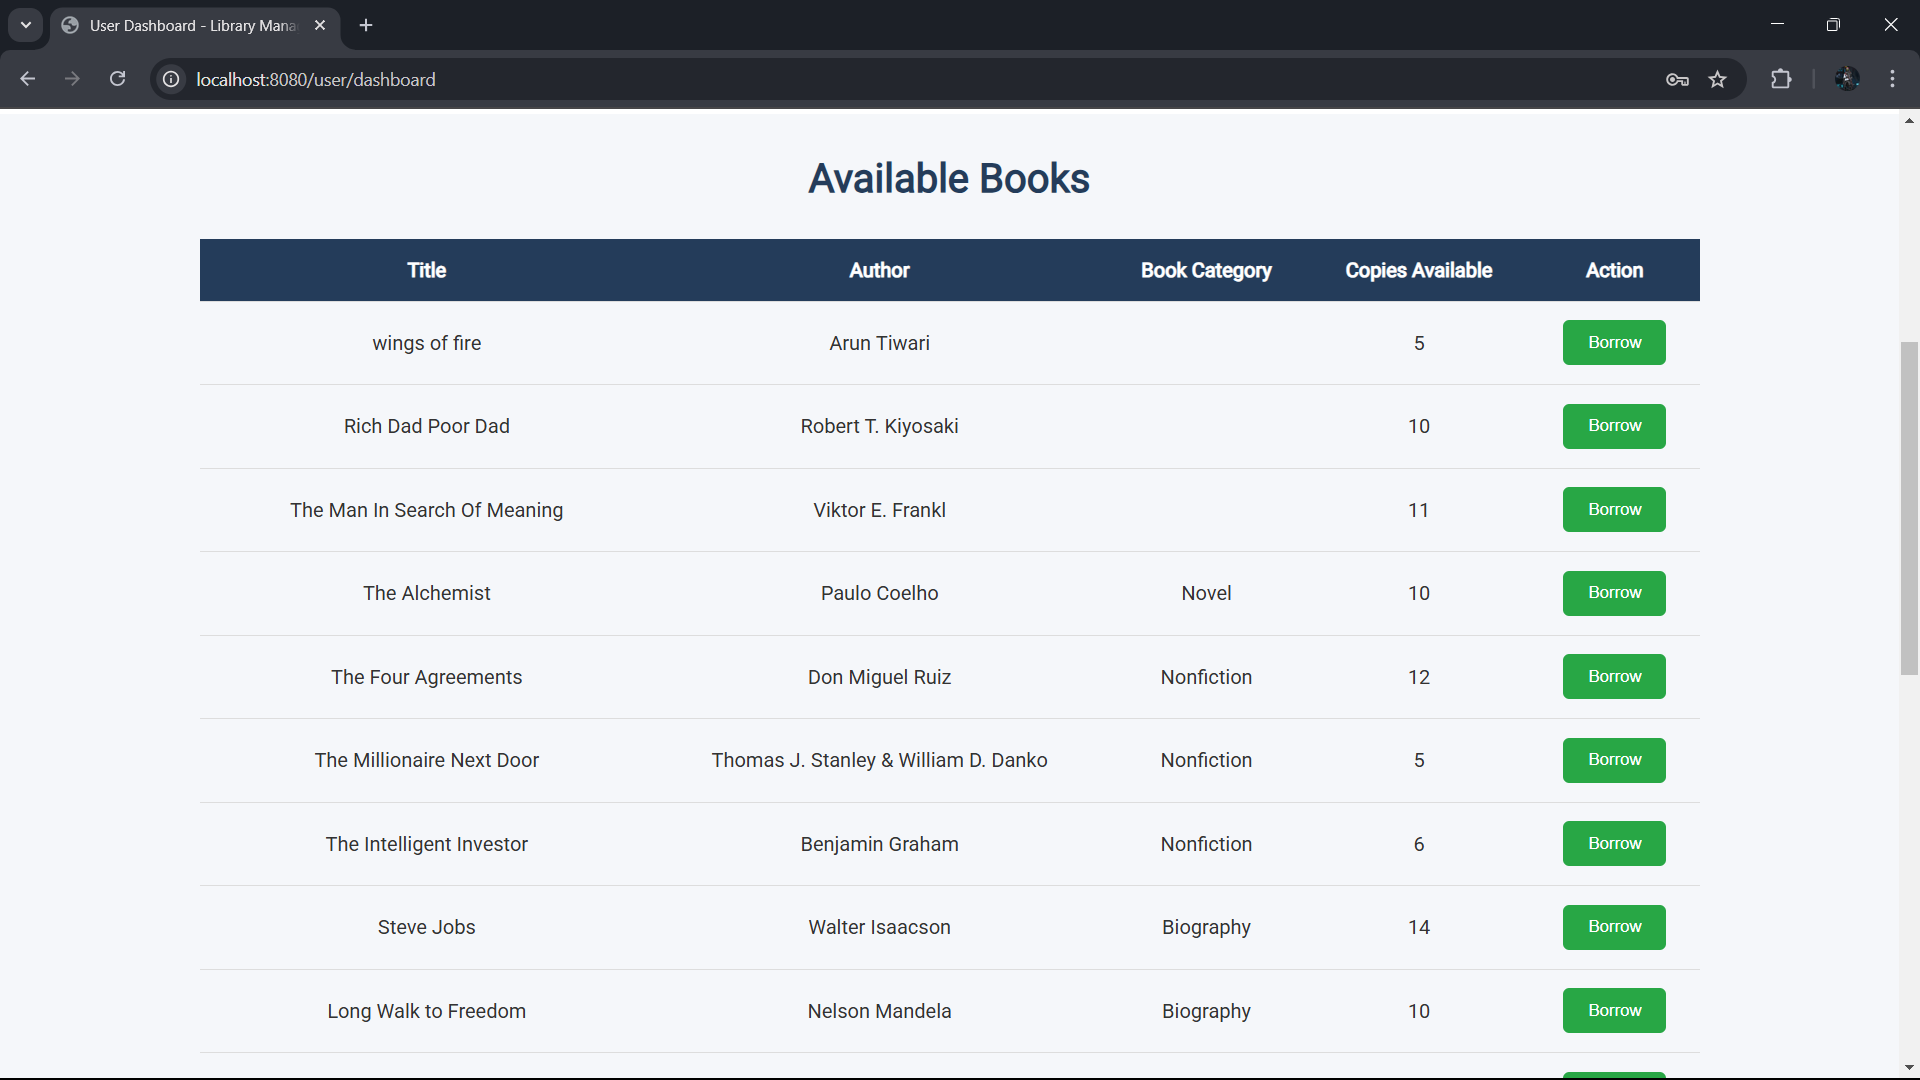 User Dashboard - Library Mana
localhost:8080/user/dashboard
Available Books
Title Author Book Category Copies Available Action
wings of fire Arun Tiwari 5 Borrow
Rich Dad Poor Dad Robert T. Kiyosaki 10 Borrow
The Man In Search Of Meaning Viktor E. Frankl 11 Borrow
The Alchemist Paulo Coelho Novel 10 Borrow
The Four Agreements Don Miguel Ruiz Nonfiction 12 Borrow
The Millionaire Next Door Thomas J. Stanley & William D. Danko Nonfiction 5 Borrow
The Intelligent Investor Benjamin Graham Nonfiction 6 Borrow
Steve Jobs Walter Isaacson Biography 14 Borrow
Long Walk to Freedom Nelson Mandela Biography 10 Borrow